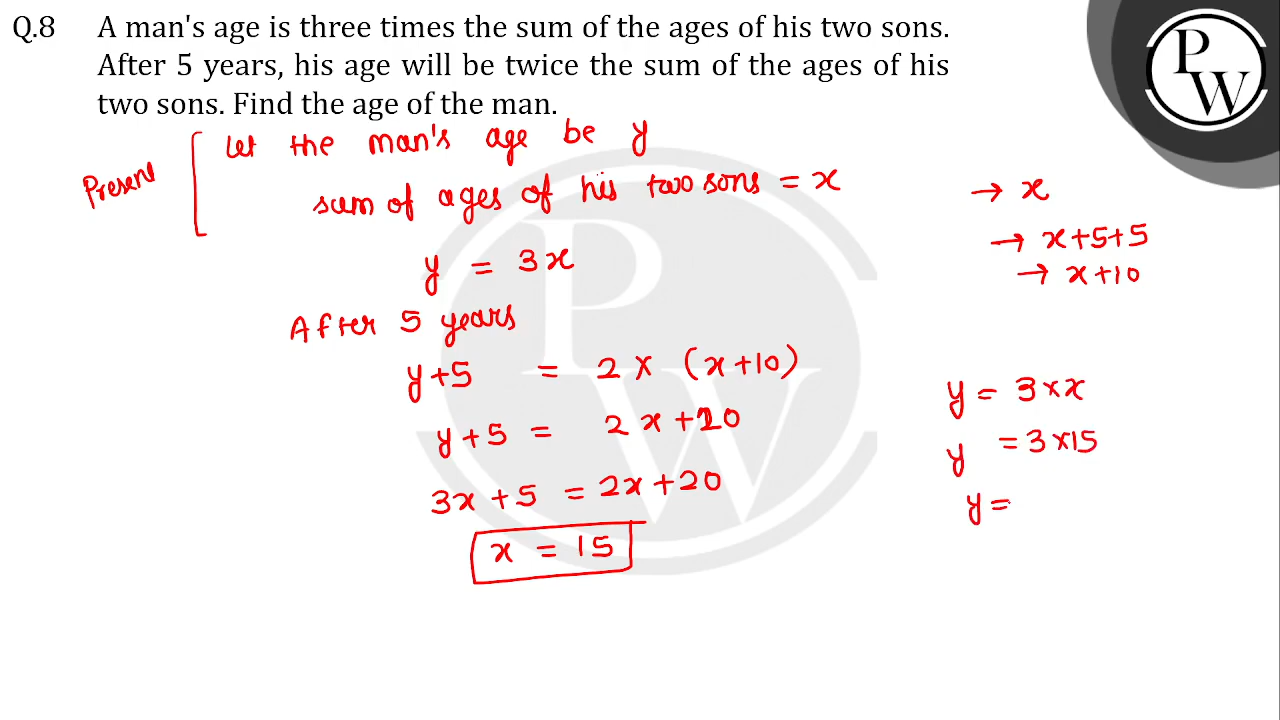 Q.8 A man's age is three times the sum of the ages of his two sons.
After 5 years, his age will be twice the sum of the ages of his
two sons. Find the age of the man.
PW
Present
Let the man's age be y
sum of ages of his two sons = x
→ x
→ x+5+5
→ x+10
y = 3x
After 5 years
y+5 = 2 × (x+10)
y+5 = 2x+20
3x+5 = 2x+20
x = 15
y = 3×x
y = 3×15
y =